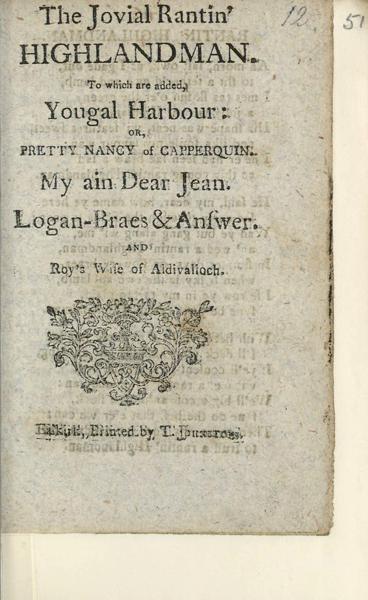 The Jovial Rantin'
HIGHLANDMAN.
To which are added,
Yougal Harbour:
OR,
PRETTY NANCY of CAPPERQUIN.
My ain Dear Jean.
Logan-Braes & Anſwer.
AND
Roy's Wife of Aldivalloch.
Falkirk, Printed by T. Johnston.
12.
51